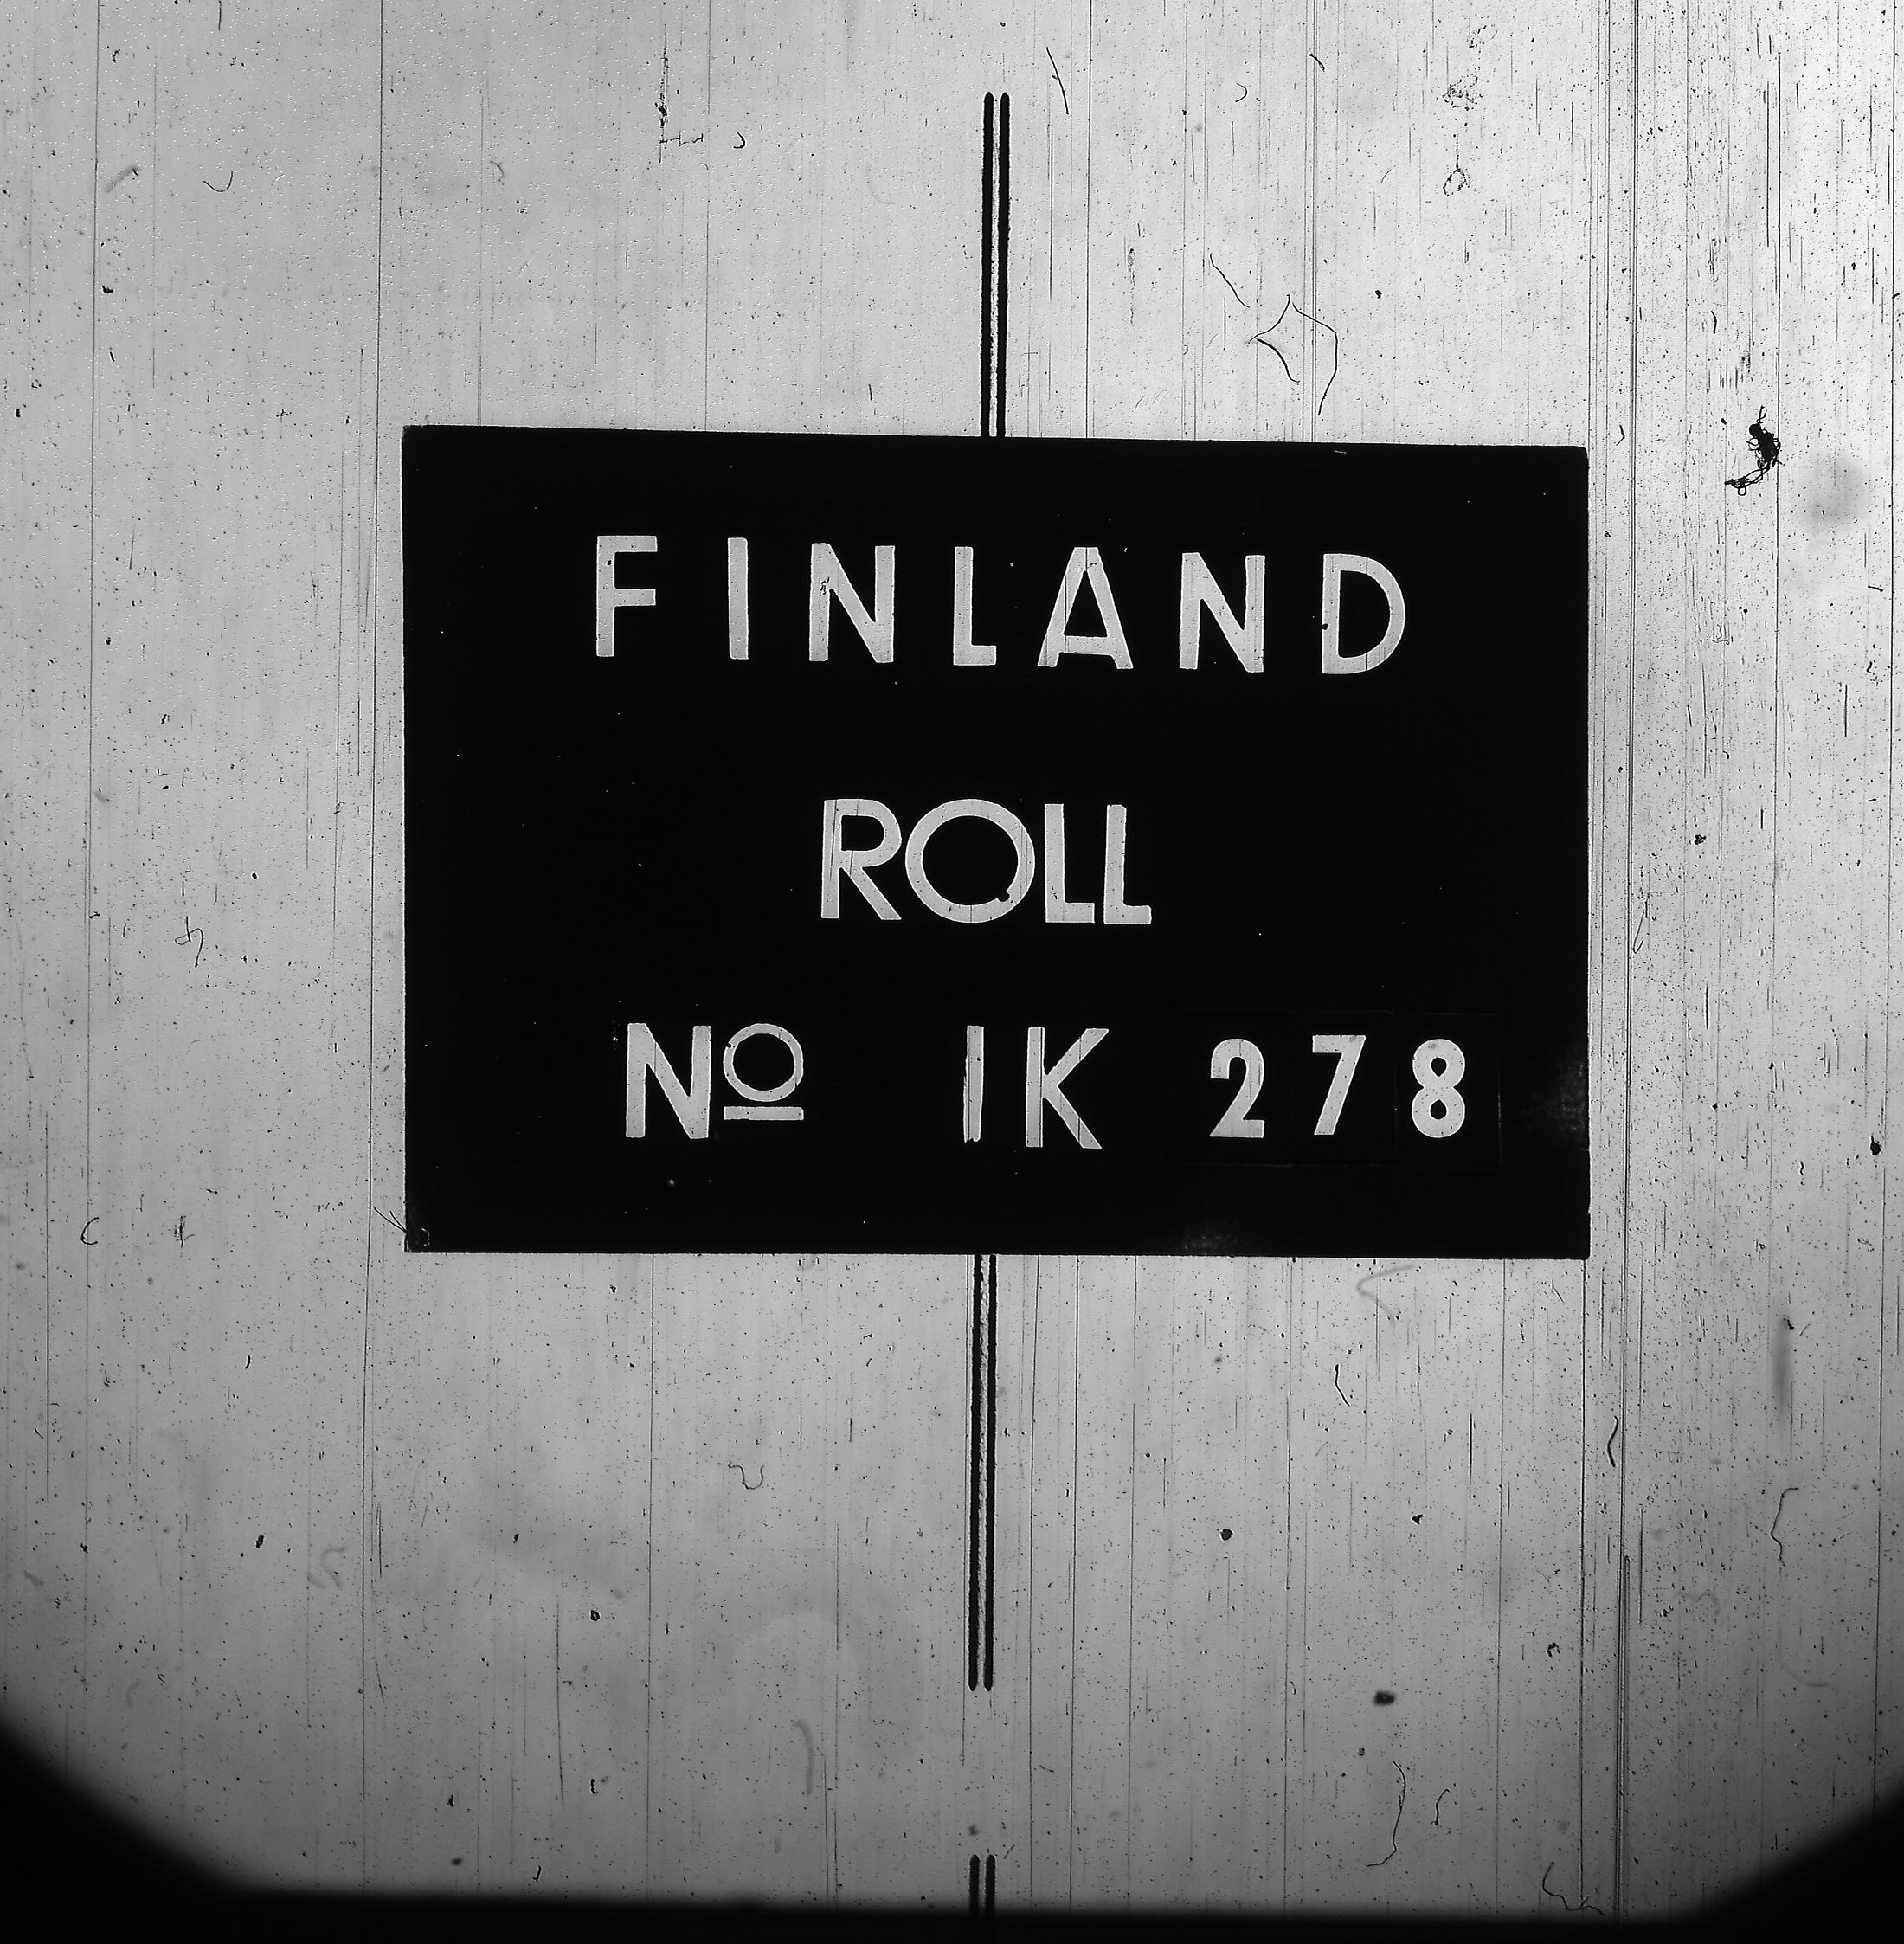 FINLAND
ROLL
Nº IK 278